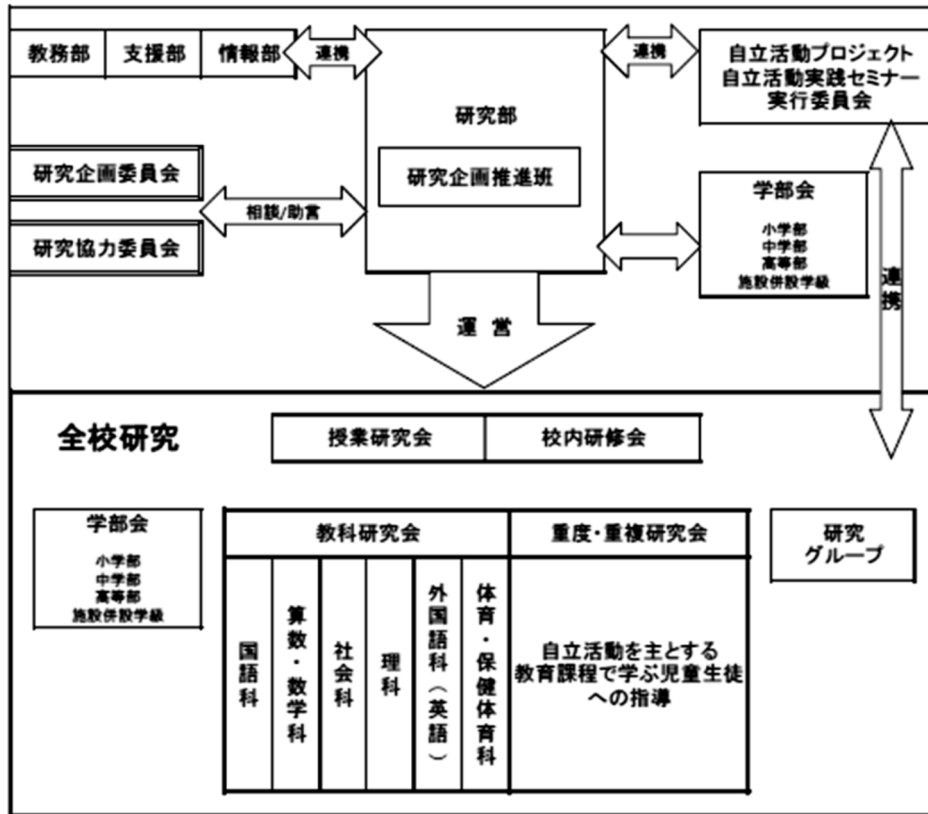 教務部 支援部 情報部
連携
研究部
研究企画推進班
連携
自立活動プロジェクト
自立活動実践セミナー
実行委員会
研究企画委員会
研究協力委員会
相談/助言
学部会
小学部
中学部
高等部
施設併設学級
連携
運営
全校研究
授業研究会 校内研修会
学部会
小学部
中学部
高等部
施設併設学級
教科研究会
国語科
算数・数学科
社会科
理科
外国語科(英語)
体育・保健体育科
重度・重複研究会
自立活動を主とする
教育課程で学ぶ児童生徒
への指導
研究
グループ